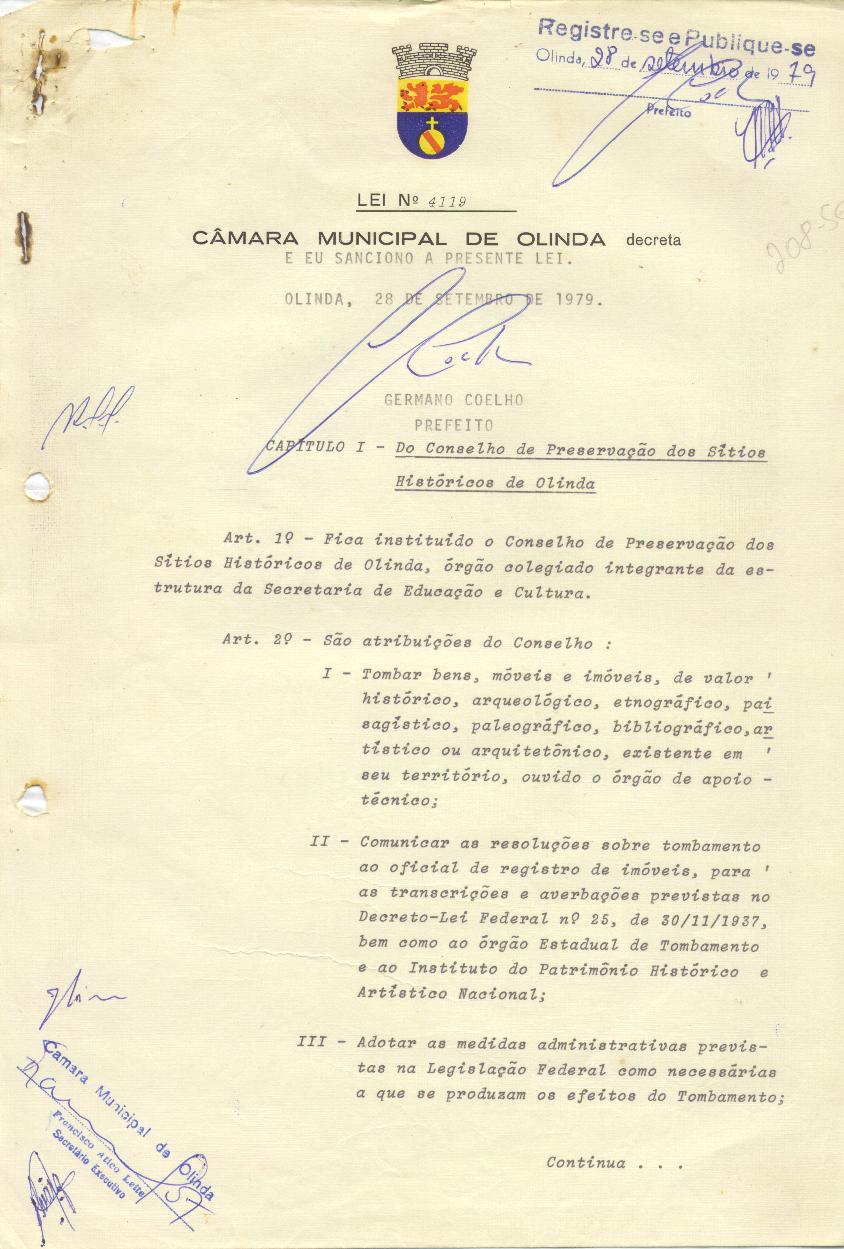 Registre-se e Publique-se
Olinda, 28 de setembro de 1979
Prefeito
LEI Nº 4119
CÂMARA MUNICIPAL DE OLINDA decreta
E EU SANCIONO A PRESENTE LEI.
OLINDA, 28 DE SETEMBRO DE 1979.
GERMANO COELHO
PREFEITO
CAPÍTULO I - Do Conselho de Preservação dos Sítios
Históricos de Olinda
Art. 1º - Fica instituído o Conselho de Preservação dos
Sítios Históricos de Olinda, órgão colegiado integrante da es-
trutura da Secretaria de Educação e Cultura.
Art. 2º - São atribuições do Conselho :
I - Tombar bens, móveis e imóveis, de valor '
histórico, arqueológico, etnográfico, pai
sagístico, paleográfico, bibliográfico,ar
tístico ou arquitetônico, existente em '
seu território, ouvido o órgão de apoio -
técnico;
II - Comunicar as resoluções sobre tombamento
ao oficial de registro de imóveis, para '
as transcrições e averbações previstas no
Decreto-Lei Federal nº 25, de 30/11/1937,
bem como ao órgão Estadual de Tombamento
e ao Instituto do Patrimônio Histórico e
Artístico Nacional;
III - Adotar as medidas administrativas previs-
tas na Legislação Federal como necessárias
a que se produzam os efeitos do Tombamento;
Câmara Municipal de Olinda
Francisco Leite
Secretário Executivo
Continua . . .